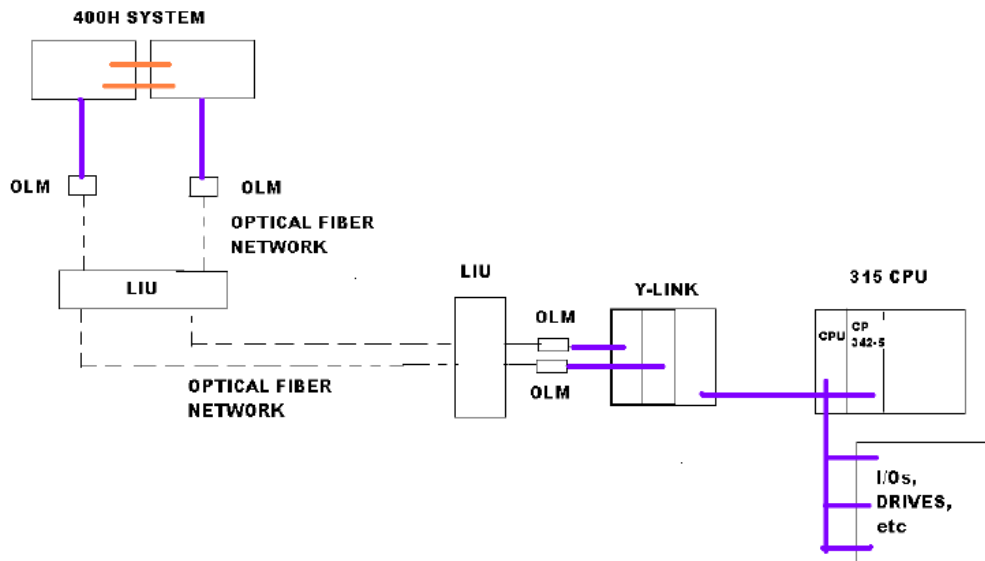 400H SYSTEM
OLM
OLM
OPTICAL FIBER
NETWORK
LIU
LIU
OLM
OLM
OPTICAL FIBER
NETWORK
Y-LINK
315 CPU
CPU
CP
342-5
I/Os,
DRIVES,
etc